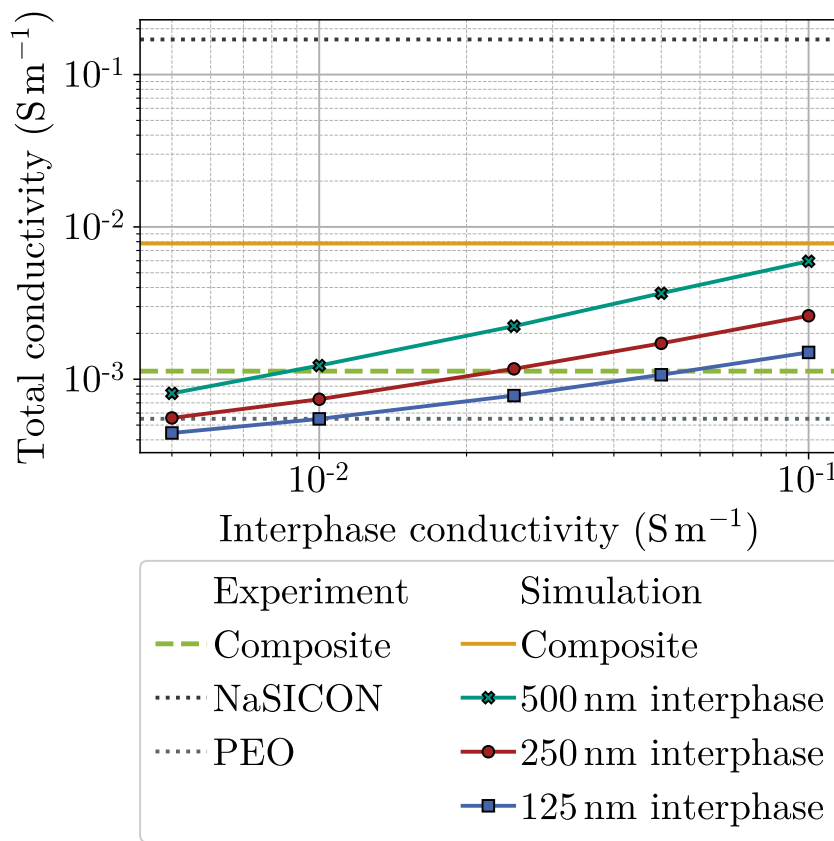 Total conductivity (S m⁻¹)
10⁻¹
10⁻²
10⁻³
10⁻²
10⁻¹
Interphase conductivity (S m⁻¹)
Experiment
Composite
NaSICON
PEO
Simulation
Composite
500 nm interphase
250 nm interphase
125 nm interphase